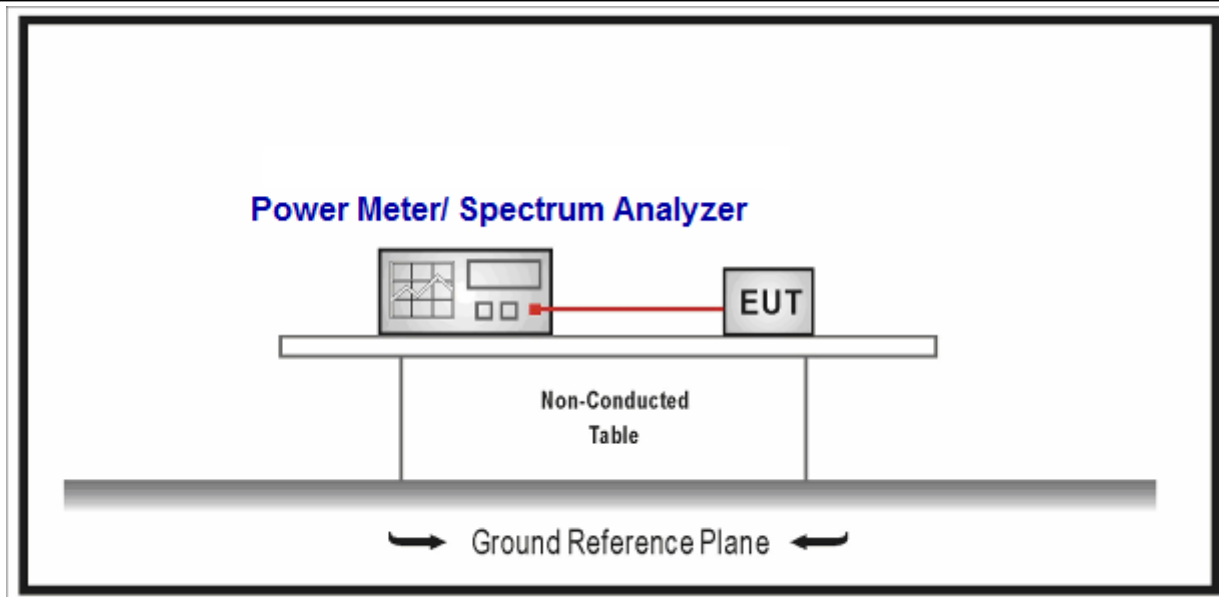 Power Meter/ Spectrum Analyzer
EUT
Non-Conducted
Table
Ground Reference Plane